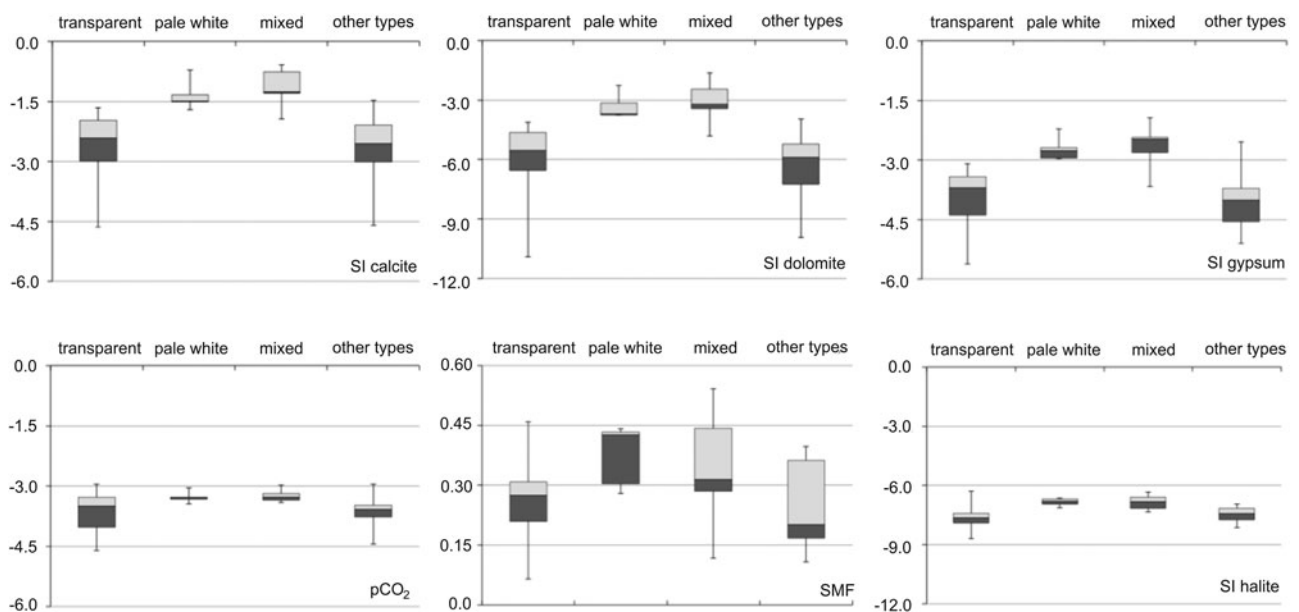 transparent pale white mixed other types
0.0
-1.5
-3.0
-4.5
-6.0
SI calcite
transparent pale white mixed other types
0.0
-3.0
-6.0
-9.0
-12.0
SI dolomite
transparent pale white mixed other types
0.0
-1.5
-3.0
-4.5
-6.0
SI gypsum
transparent pale white mixed other types
0.0
-1.5
-3.0
-4.5
-6.0
pCO₂
transparent pale white mixed other types
0.60
0.45
0.30
0.15
0.0
SMF
transparent pale white mixed other types
0.0
-3.0
-6.0
-9.0
-12.0
SI halite